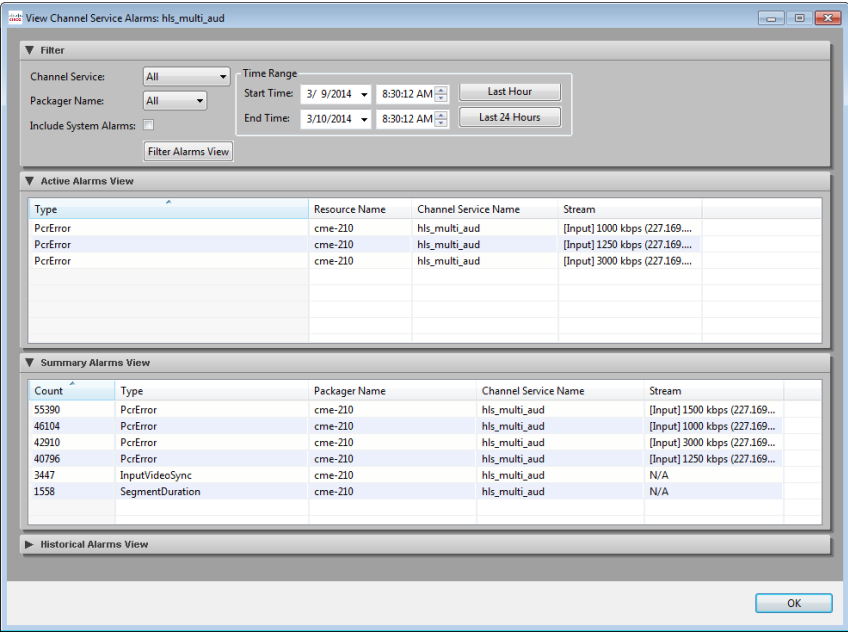 View Channel Service Alarms: hls_multi_aud
Filter
Channel Service: All
Packager Name: All
Include System Alarms:
Filter Alarms View
Time Range
Start Time: 3/ 9/2014 8:30:12 AM Last Hour
End Time: 3/10/2014 8:30:12 AM Last 24 Hours
Active Alarms View
Type Resource Name Channel Service Name Stream
PcrError cme-210 hls_multi_aud [Input] 1000 kbps (227.169....
PcrError cme-210 hls_multi_aud [Input] 1250 kbps (227.169....
PcrError cme-210 hls_multi_aud [Input] 3000 kbps (227.169....
Summary Alarms View
Count Type Packager Name Channel Service Name Stream
55390 PcrError cme-210 hls_multi_aud [Input] 1500 kbps (227.169...
46104 PcrError cme-210 hls_multi_aud [Input] 1000 kbps (227.169...
42910 PcrError cme-210 hls_multi_aud [Input] 3000 kbps (227.169...
40796 PcrError cme-210 hls_multi_aud [Input] 1250 kbps (227.169...
3447 InputVideoSync cme-210 hls_multi_aud N/A
1558 SegmentDuration cme-210 hls_multi_aud N/A
Historical Alarms View
OK